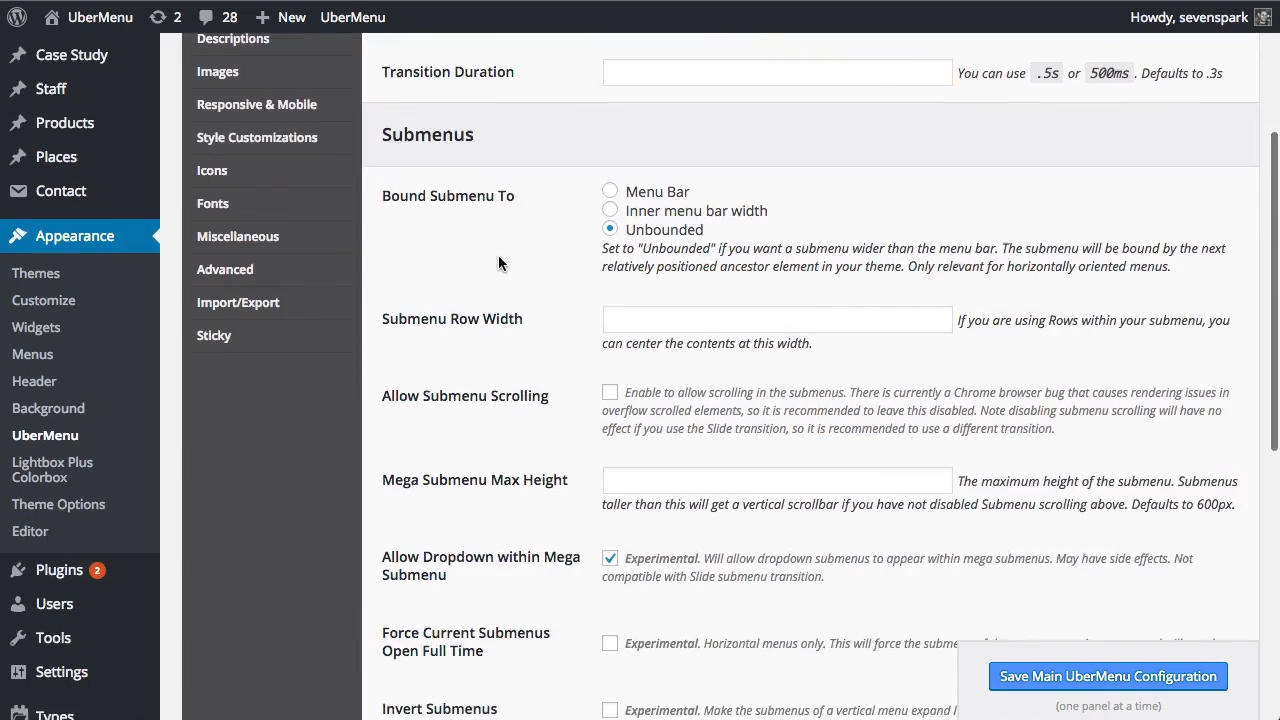 UberMenu 2 28 New UberMenu Howdy, sevenspark
Case Study
Staff
Products
Places
Contact
Appearance
Themes
Customize
Widgets
Menus
Header
Background
UberMenu
Lightbox Plus
Colorbox
Theme Options
Editor
Plugins 2
Users
Tools
Settings
Types
Descriptions
Images
Responsive & Mobile
Style Customizations
Icons
Fonts
Miscellaneous
Advanced
Import/Export
Sticky
Transition Duration You can use .5s or 500ms . Defaults to .3s
Submenus
Bound Submenu To
Menu Bar
Inner menu bar width
Unbounded
Set to "Unbounded" if you want a submenu wider than the menu bar. The submenu will be bound by the next
relatively positioned ancestor element in your theme. Only relevant for horizontally oriented menus.
Submenu Row Width If you are using Rows within your submenu, you
can center the contents at this width.
Allow Submenu Scrolling
Enable to allow scrolling in the submenus. There is currently a Chrome browser bug that causes rendering issues in
overflow scrolled elements, so it is recommended to leave this disabled. Note disabling submenu scrolling will have no
effect if you use the Slide transition, so it is recommended to use a different transition.
Mega Submenu Max Height The maximum height of the submenu. Submenus
taller than this will get a vertical scrollbar if you have not disabled Submenu scrolling above. Defaults to 600px.
Allow Dropdown within Mega
Submenu
Experimental. Will allow dropdown submenus to appear within mega submenus. May have side effects. Not
compatible with Slide submenu transition.
Force Current Submenus
Open Full Time
Experimental. Horizontal menus only. This will force the
Invert Submenus Experimental. Make the submenus of a vertical menu expand
Save Main UberMenu Configuration
(one panel at a time)